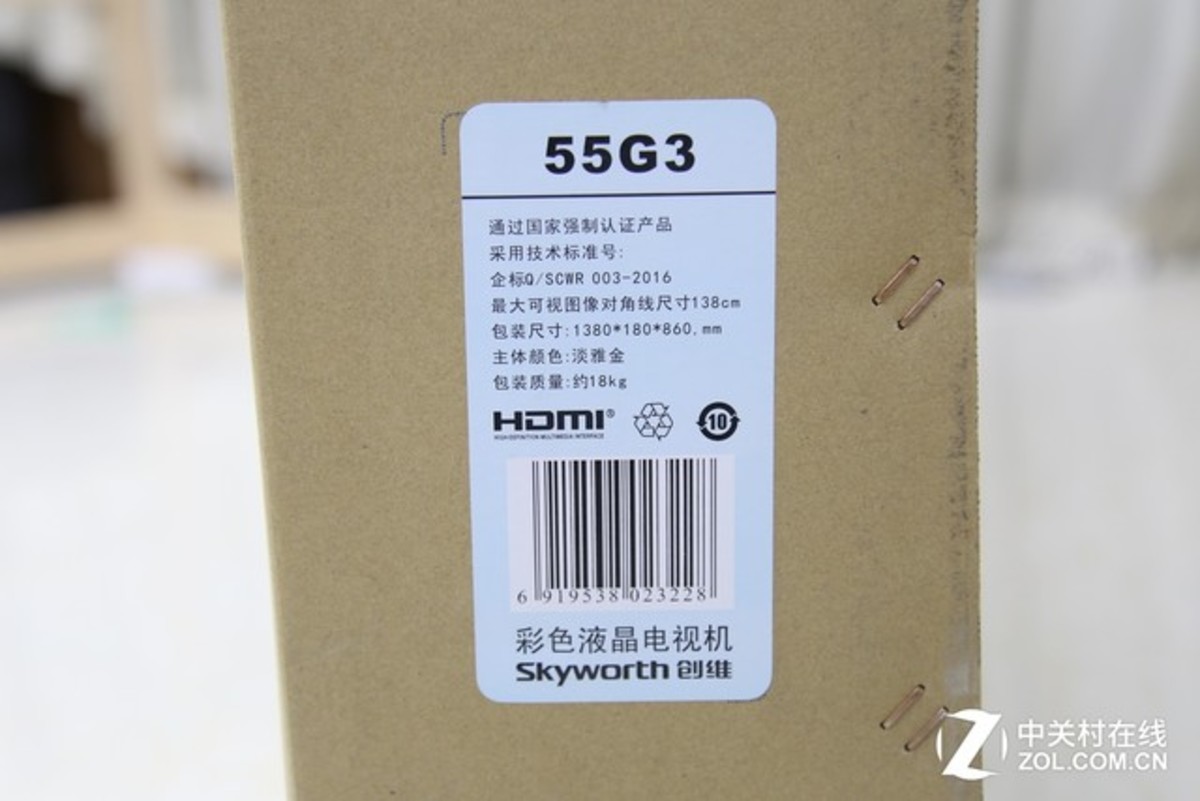 55G3
通过国家强制认证产品
采用技术标准号:
企标Q/SCWR 003-2016
最大可视图像对角线尺寸138cm
包装尺寸:1380*180*860,mm
主体颜色:淡雅金
包装质量:约18kg
HDMI® 10
HIGH-DEFINITION MULTIMEDIA INTERFACE
6 919538 023228
彩色液晶电视机
Skyworth 创维
中关村在线
ZOL.COM.CN